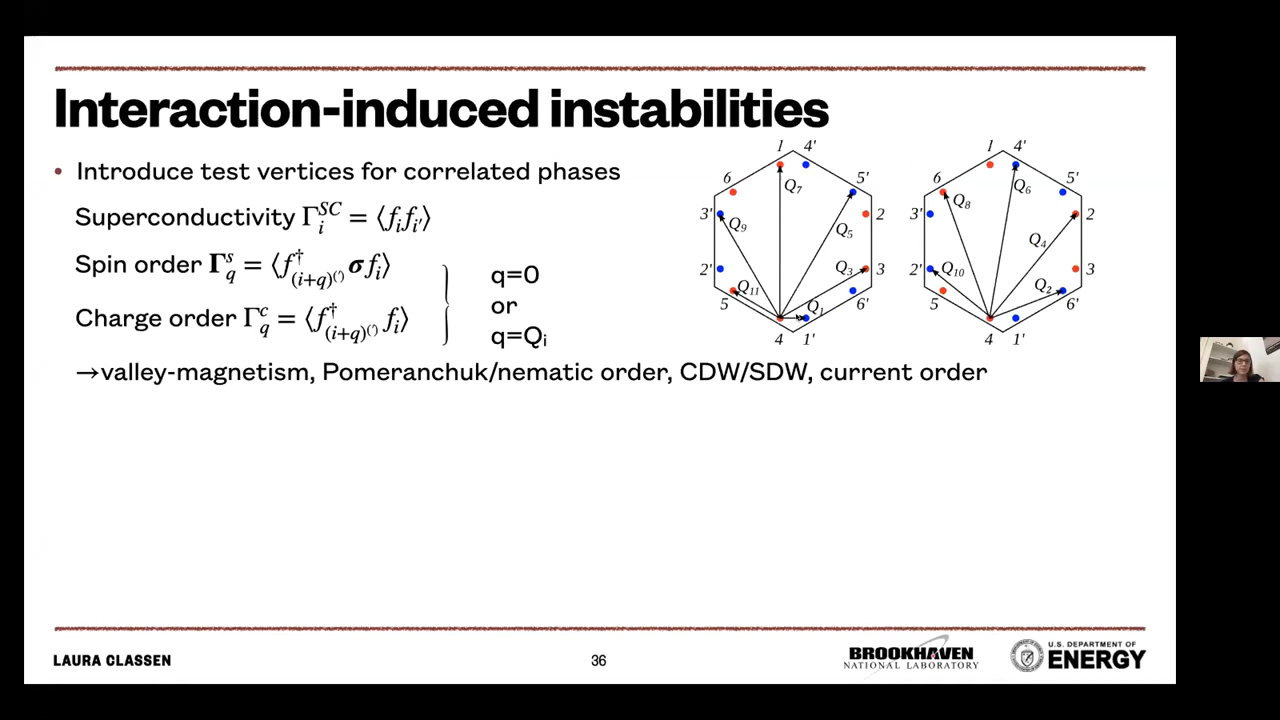 Interaction-induced instabilities
• Introduce test vertices for correlated phases
Superconductivity Γ_i^{SC} = ⟨f_i f_{i'}⟩
Spin order Γ_q^s = ⟨f^†_{(i+q)^{(')}} σ f_i⟩
Charge order Γ_q^c = ⟨f^†_{(i+q)^{(')}} f_i⟩
q=0
or
q=Q_i
→valley-magnetism, Pomeranchuk/nematic order, CDW/SDW, current order
1 4'
6 Q_7 5'
3' Q_9 Q_5 2
2' Q_3 3
Q_11 Q_1
5 6'
4 1'
1 4'
6 Q_8 Q_6 5'
3' Q_4 2
2' Q_10 Q_2 3
5 6'
4 1'
LAURA CLASSEN
36
BROOKHAVEN
NATIONAL LABORATORY
U.S. DEPARTMENT OF
ENERGY